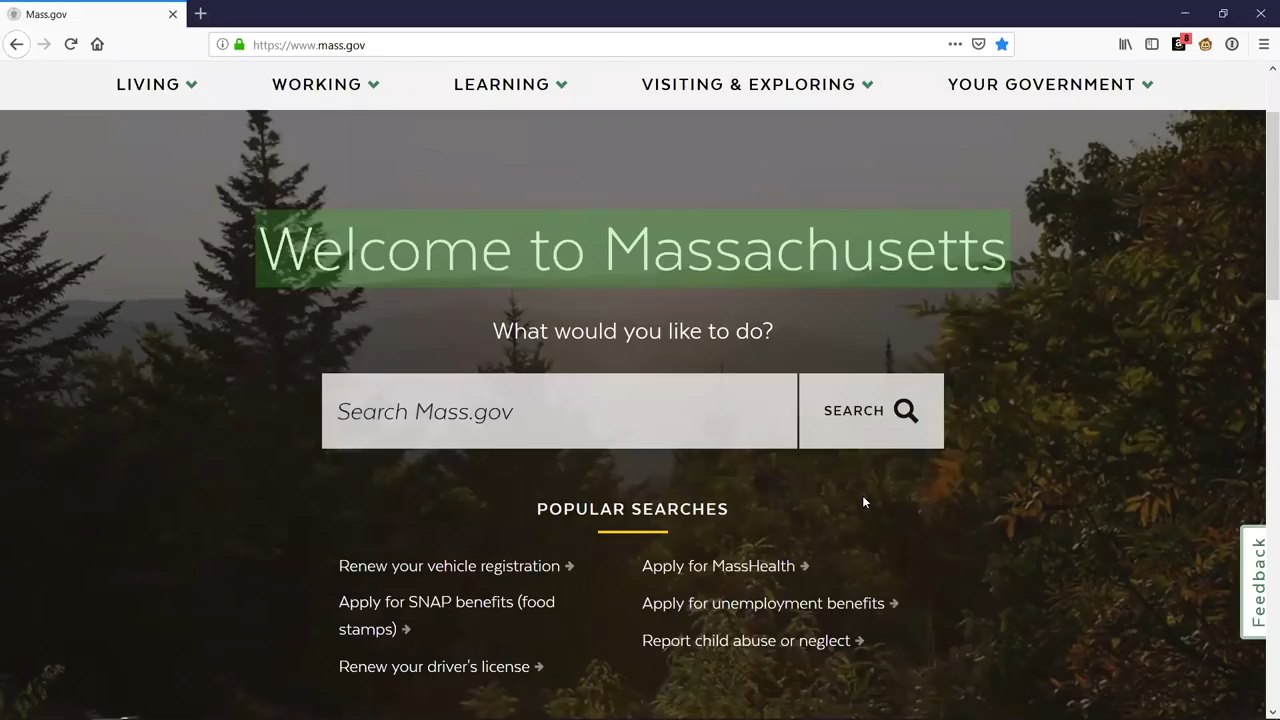 Mass.gov
https://www.mass.gov
8
LIVING
WORKING
LEARNING
VISITING & EXPLORING
YOUR GOVERNMENT
Welcome to Massachusetts
What would you like to do?
Search Mass.gov
SEARCH
POPULAR SEARCHES
Renew your vehicle registration
Apply for SNAP benefits (food
stamps)
Renew your driver's license
Apply for MassHealth
Apply for unemployment benefits
Report child abuse or neglect
Feedback